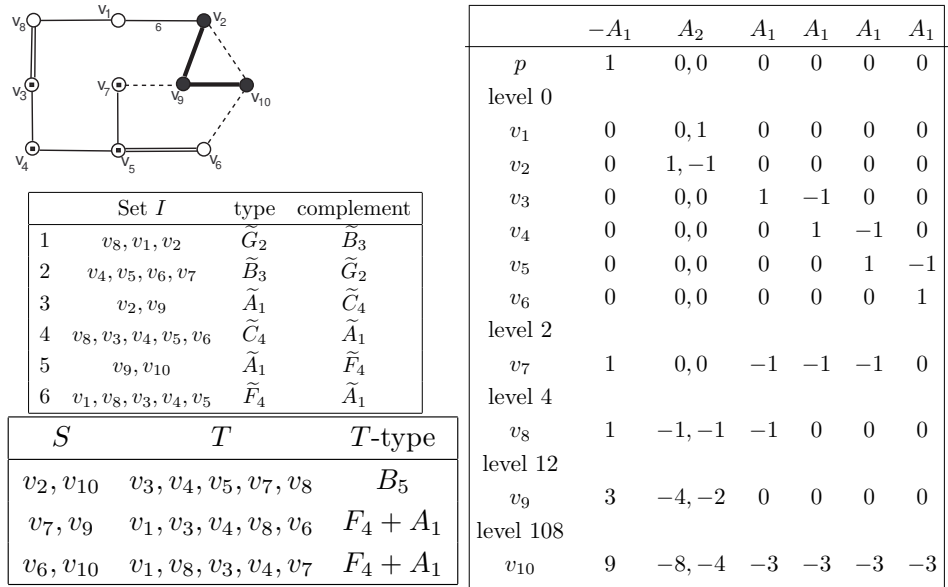 v₈ v₁ 6 v₂
v₃ v₇ v₉ v₁₀
v₄ v₅ v₆
Set I type complement
1 v₈, v₁, v₂ G̃₂ B̃₃
2 v₄, v₅, v₆, v₇ B̃₃ G̃₂
3 v₂, v₉ Ã₁ C̃₄
4 v₈, v₃, v₄, v₅, v₆ C̃₄ Ã₁
5 v₉, v₁₀ Ã₁ F̃₄
6 v₁, v₈, v₃, v₄, v₅ F̃₄ Ã₁
S T T-type
v₂, v₁₀ v₃, v₄, v₅, v₇, v₈ B₅
v₇, v₉ v₁, v₃, v₄, v₈, v₆ F₄ + A₁
v₆, v₁₀ v₁, v₈, v₃, v₄, v₇ F₄ + A₁
−A₁ A₂ A₁ A₁ A₁ A₁
p 1 0, 0 0 0 0 0
level 0
v₁ 0 0, 1 0 0 0 0
v₂ 0 1, −1 0 0 0 0
v₃ 0 0, 0 1 −1 0 0
v₄ 0 0, 0 0 1 −1 0
v₅ 0 0, 0 0 0 1 −1
v₆ 0 0, 0 0 0 0 1
level 2
v₇ 1 0, 0 −1 −1 −1 0
level 4
v₈ 1 −1, −1 −1 0 0 0
level 12
v₉ 3 −4, −2 0 0 0 0
level 108
v₁₀ 9 −8, −4 −3 −3 −3 −3